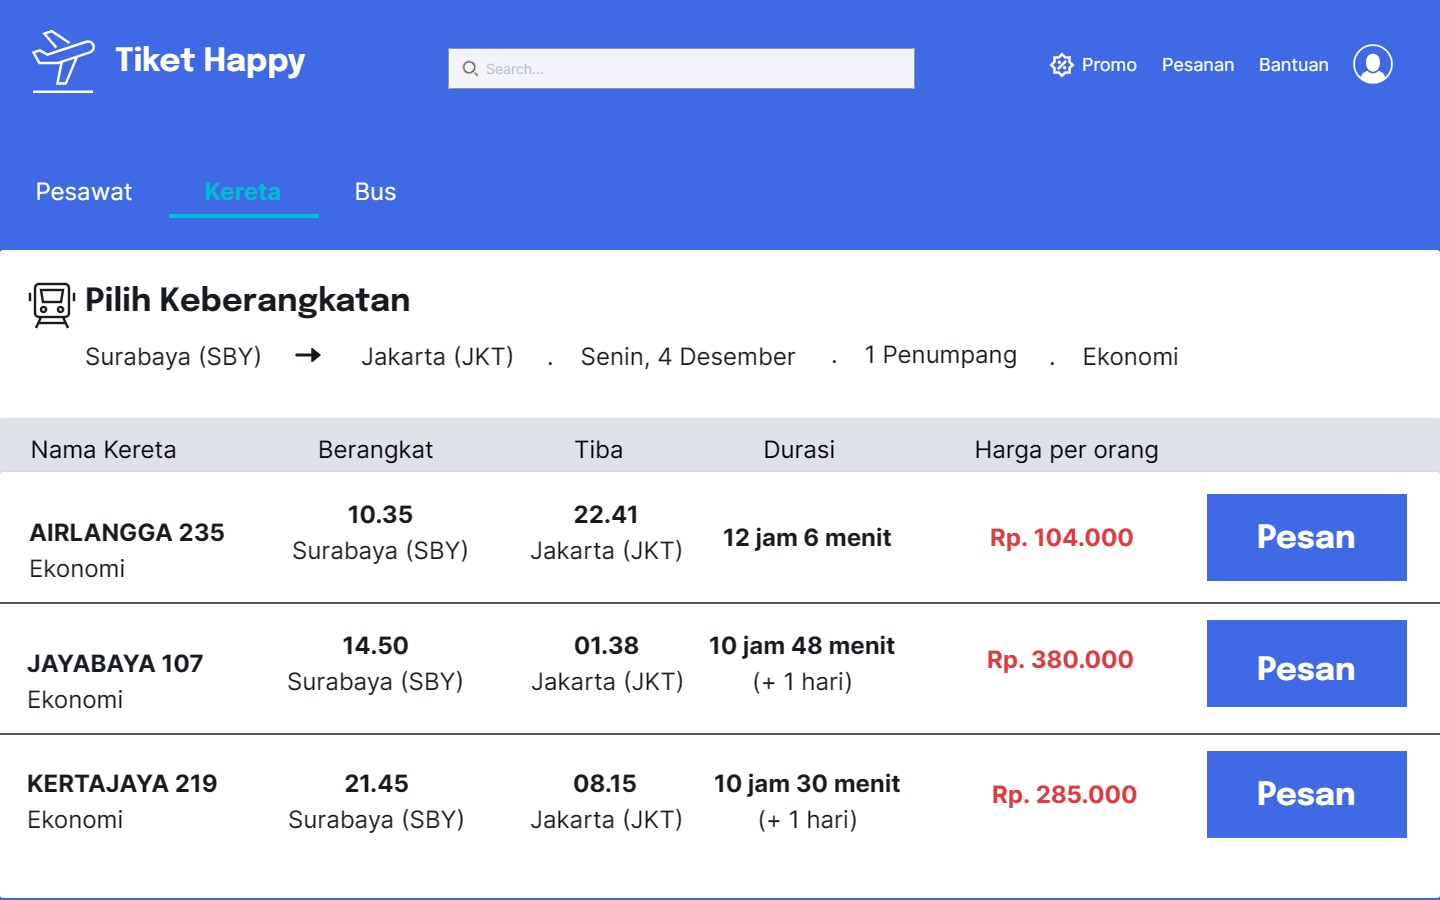 Tiket Happy
Search...
Promo Pesanan Bantuan
Pesawat Kereta Bus
Pilih Keberangkatan
Surabaya (SBY) → Jakarta (JKT) . Senin, 4 Desember . 1 Penumpang . Ekonomi
Nama Kereta Berangkat Tiba Durasi Harga per orang
AIRLANGGA 235
Ekonomi
10.35
Surabaya (SBY)
22.41
Jakarta (JKT)
12 jam 6 menit
Rp. 104.000
Pesan
JAYABAYA 107
Ekonomi
14.50
Surabaya (SBY)
01.38
Jakarta (JKT)
10 jam 48 menit
(+ 1 hari)
Rp. 380.000
Pesan
KERTAJAYA 219
Ekonomi
21.45
Surabaya (SBY)
08.15
Jakarta (JKT)
10 jam 30 menit
(+ 1 hari)
Rp. 285.000
Pesan